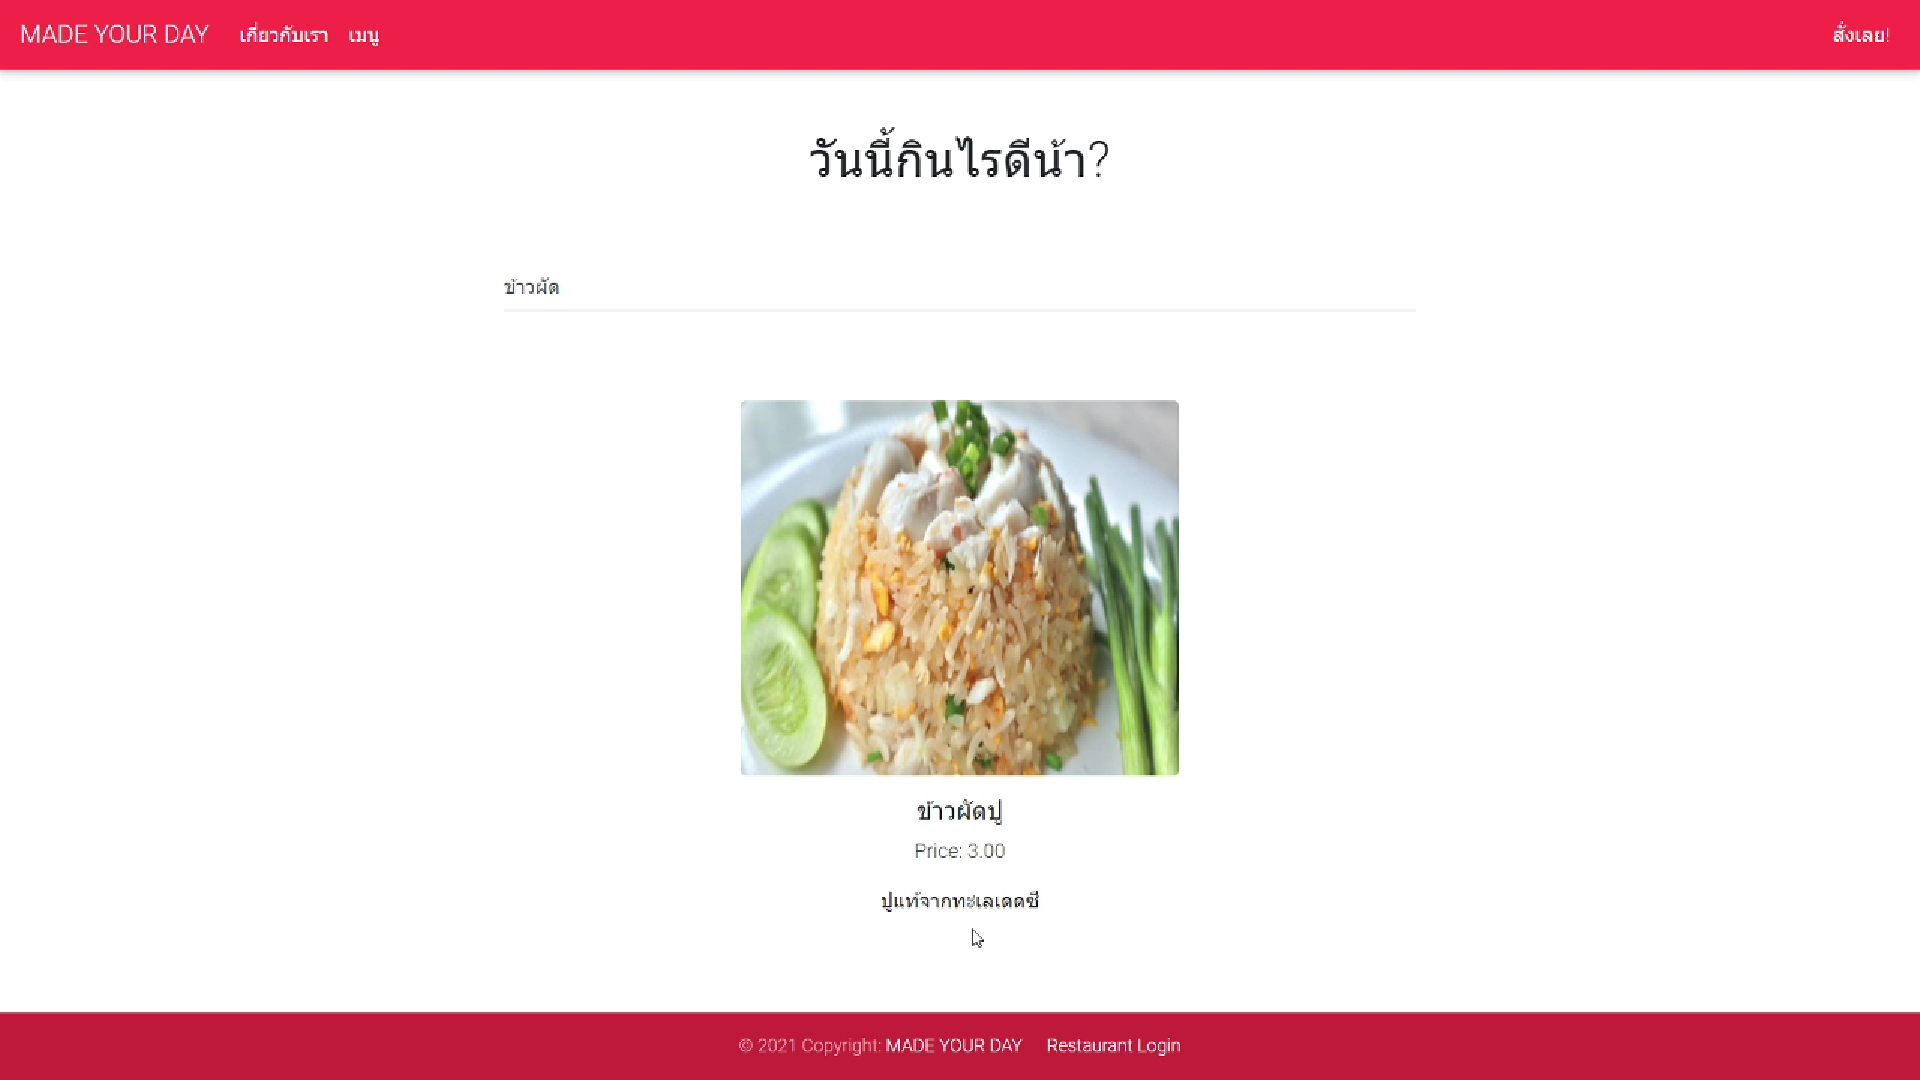 MADE YOUR DAY เกี่ยวกับเรา เมนู สั่งเลย!
วันนี้กินไรดีน้า?
ข้าวผัด
ข้าวผัดปู
Price: 3.00
ปูแท้จากทะเลเดดซี
© 2021 Copyright: MADE YOUR DAY Restaurant Login